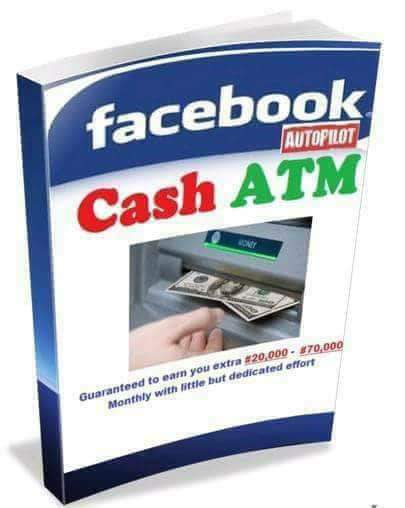 facebook
AUTOPILOT
Cash ATM
MONEY
Guaranteed to earn you extra #20,000 - #70,000
Monthly with little but dedicated effort